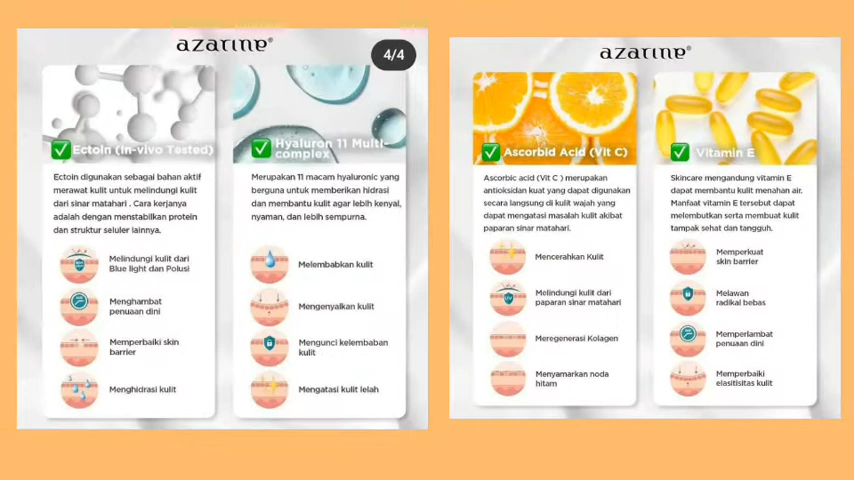 azarine®
4/4
Ectoin (In-vivo Tested)
Ectoin digunakan sebagai bahan aktif
merawat kulit untuk melindungi kulit
dari sinar matahari . Cara kerjanya
adalah dengan menstabilkan protein
dan struktur seluler lainnya.
Melindungi kulit dari
Blue light dan Polusi
Menghambat
penuaan dini
Memperbaiki skin
barrier
Menghidrasi kulit
Hyaluron 11 Multi-
complex
Merupakan 11 macam hyaluronic yang
berguna untuk memberikan hidrasi
dan membantu kulit agar lebih kenyal,
nyaman, dan lebih sempurna.
Melembabkan kulit
Mengenyalkan kulit
Mengunci kelembaban
kulit
Mengatasi kulit lelah
azarine®
Ascorbid Acid (Vit C)
Ascorbic acid (Vit C ) merupakan
antioksidan kuat yang dapat digunakan
secara langsung di kulit wajah yang
dapat mengatasi masalah kulit akibat
paparan sinar matahari.
Mencerahkan Kulit
Melindungi kulit dari
paparan sinar matahari
Meregenerasi Kolagen
Menyamarkan noda
hitam
Vitamin E
Skincare mengandung vitamin E
dapat membantu kulit menahan air.
Manfaat vitamin E tersebut dapat
melembutkan serta membuat kulit
tampak sehat dan tangguh.
Memperkuat
skin barrier
Melawan
radikal bebas
Memperlambat
penuaan dini
Memperbaiki
elasitisitas kulit